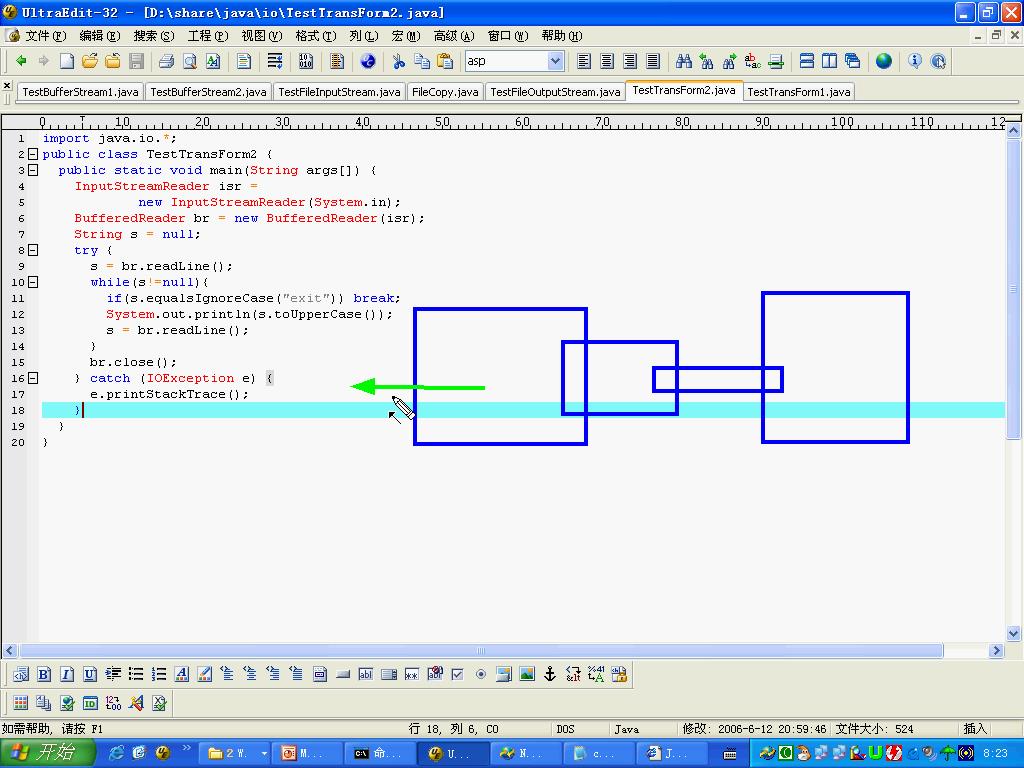 UltraEdit-32 - [D:\share\java\io\TestTransForm2.java]
文件(F) 编辑(E) 搜索(S) 工程(P) 视图(V) 格式(T) 列(L) 宏(M) 高级(A) 窗口(W) 帮助(H)
asp
TestBufferStream1.java TestBufferStream2.java TestFileInputStream.java FileCopy.java TestFileOutputStream.java TestTransForm2.java TestTransForm1.java
0 10 20 30 40 50 60 70 80 90 100 110 12
1 import java.io.*;
2 public class TestTransForm2 {
3 public static void main(String args[]) {
4 InputStreamReader isr =
5 new InputStreamReader(System.in);
6 BufferedReader br = new BufferedReader(isr);
7 String s = null;
8 try {
9 s = br.readLine();
10 while(s!=null){
11 if(s.equalsIgnoreCase("exit")) break;
12 System.out.println(s.toUpperCase());
13 s = br.readLine();
14 }
15 br.close();
16 } catch (IOException e) {
17 e.printStackTrace();
18 }
19 }
20 }
如需帮助, 请按 F1 行 18, 列 6, C0 DOS Java 修改: 2006-6-12 20:59:46 文件大小: 524 插入
开始 2 W. M... 命. U... N... c... J... 8:23